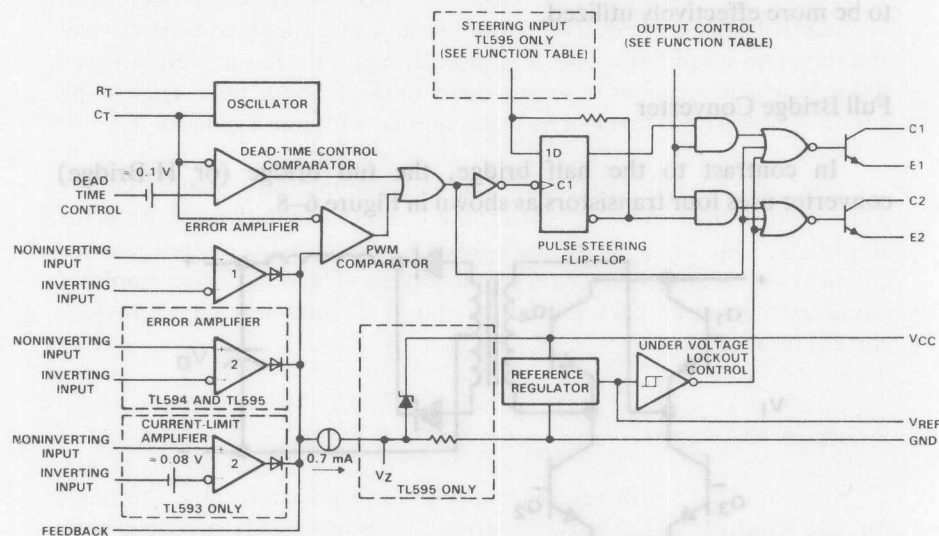 to be more effectively utilized.
STEERING INPUT
TL595 ONLY
(SEE FUNCTION TABLE)
OUTPUT CONTROL
(SEE FUNCTION TABLE)
Full Bridge Converter
In contrast to the half bridge, the full bridge (or H-Bridge)
converter uses four transistors as shown in Figure 6-8.
RT
CT
OSCILLATOR
DEAD-TIME CONTROL
COMPARATOR
0.1 V
DEAD
TIME
CONTROL
ERROR AMPLIFIER
PWM
COMPARATOR
1D
C1
PULSE STEERING
FLIP-FLOP
C1
E1
C2
E2
NONINVERTING
INPUT
INVERTING
INPUT
+
1
−
ERROR AMPLIFIER
NONINVERTING
INPUT
INVERTING
INPUT
+
2
−
TL594 AND TL595
CURRENT-LIMIT
AMPLIFIER
NONINVERTING
INPUT
INVERTING
INPUT
≈ 0.08 V
+
2
−
TL593 ONLY
FEEDBACK
0.7 mA
VZ
TL595 ONLY
REFERENCE
REGULATOR
UNDER VOLTAGE
LOCKOUT
CONTROL
VCC
VREF
GND
Q1
V1
Q2
Q3